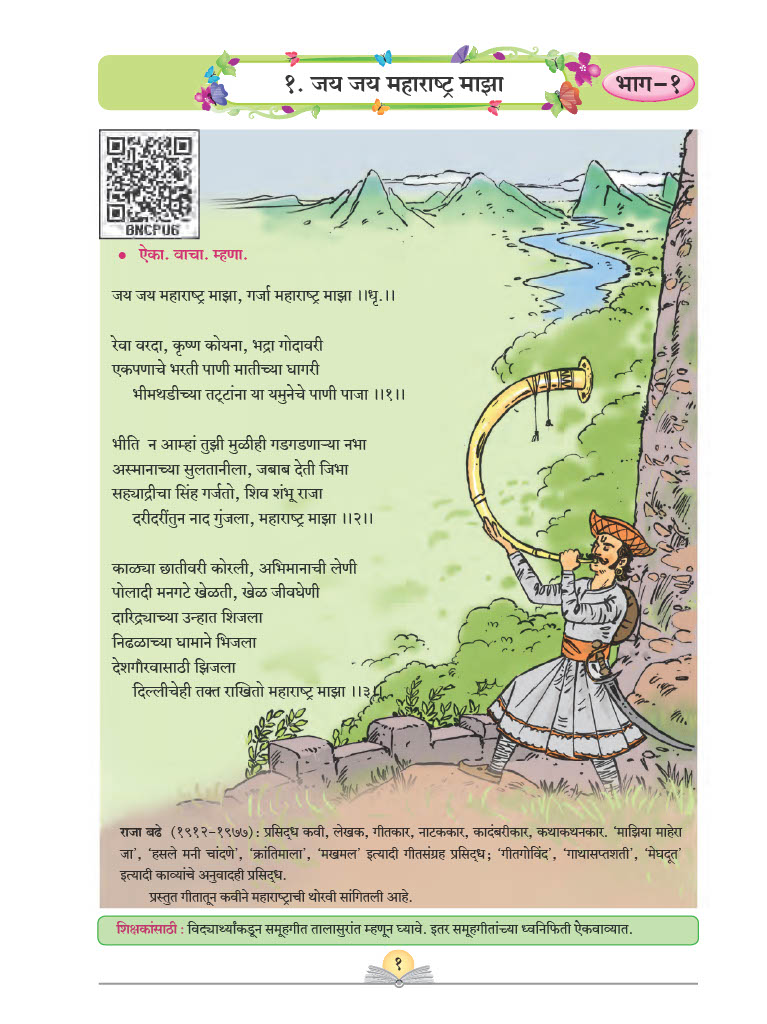 १. जय जय महाराष्ट्र माझा
भाग-१
BNCPU6
• ऐका. वाचा. म्हणा.
जय जय महाराष्ट्र माझा, गर्जा महाराष्ट्र माझा ।।धृ.।।
रेवा वरदा, कृष्ण कोयना, भद्रा गोदावरी
एकपणाचे भरती पाणी मातीच्या घागरी
भीमथडीच्या तट्टांना या यमुनेचे पाणी पाजा ।।१।।
भीति न आम्हां तुझी मुळीही गडगडणाऱ्या नभा
अस्मानाच्या सुलतानीला, जबाब देती जिभा
सह्याद्रीचा सिंह गर्जतो, शिव शंभू राजा
दरीदरींतुन नाद गुंजला, महाराष्ट्र माझा ।।२।।
काळ्या छातीवरी कोरली, अभिमानाची लेणी
पोलादी मनगटे खेळती, खेळ जीवघेणी
दारिद्र्याच्या उन्हात शिजला
निढळाच्या घामाने भिजला
देशगौरवासाठी झिजला
दिल्लीचेही तक्त राखितो महाराष्ट्र माझा ।।३।।
राजा बढे (१९१२-१९७७) : प्रसिद्ध कवी, लेखक, गीतकार, नाटककार, कादंबरीकार, कथाकथनकार. ‘माझिया माहेरा
जा’, ‘हसले मनी चांदणे’, ‘क्रांतिमाला’, ‘मखमल’ इत्यादी गीतसंग्रह प्रसिद्ध; ‘गीतगोविंद’, ‘गाथासप्तशती’, ‘मेघदूत’
इत्यादी काव्यांचे अनुवादही प्रसिद्ध.
प्रस्तुत गीतातून कवीने महाराष्ट्राची थोरवी सांगितली आहे.
शिक्षकांसाठी : विद्यार्थ्यांकडून समूहगीत तालासुरांत म्हणून घ्यावे. इतर समूहगीतांच्या ध्वनिफिती ऐकवाव्यात.
१